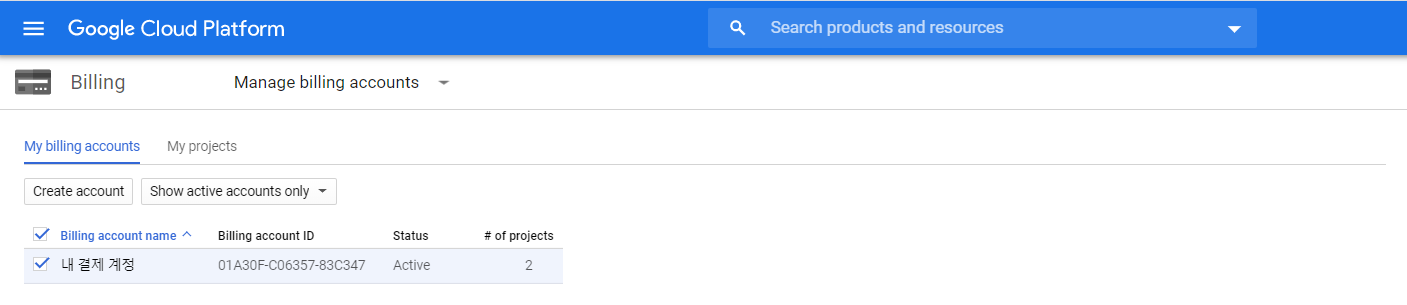 Google Cloud Platform Search products and resources
Billing Manage billing accounts
My billing accounts My projects
Create account Show active accounts only
Billing account name Billing account ID Status # of projects
내 결제 계정 01A30F-C06357-83C347 Active 2